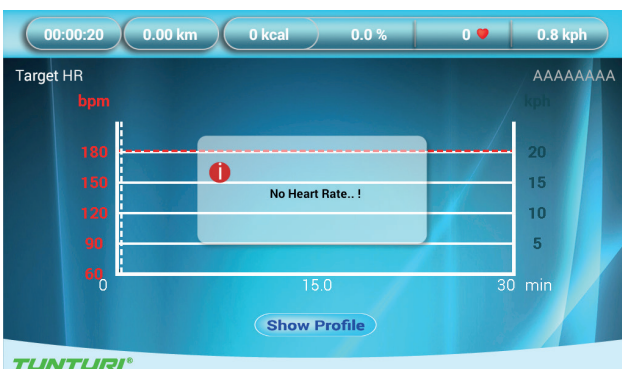 00:00:20 0.00 km 0 kcal 0.0 % 0 0.8 kph
Target HR AAAAAAAA
bpm kph
180 20
150 15
120 10
90 5
60
0 15.0 30 min
No Heart Rate.. !
Show Profile
TUNTURI®